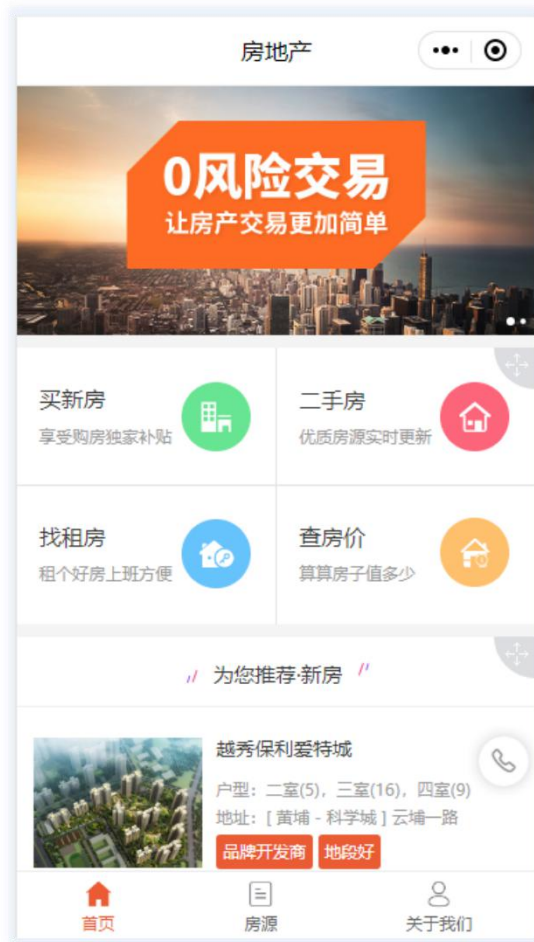 房地产
0风险交易
让房产交易更加简单
买新房
享受购房独家补贴
二手房
优质房源实时更新
找租房
租个好房上班方便
查房价
算算房子值多少
为您推荐·新房
越秀保利爱特城
户型：二室(5)，三室(16)，四室(9)
地址：[ 黄埔 - 科学城 ] 云埔一路
品牌开发商 地段好
首页 房源 关于我们